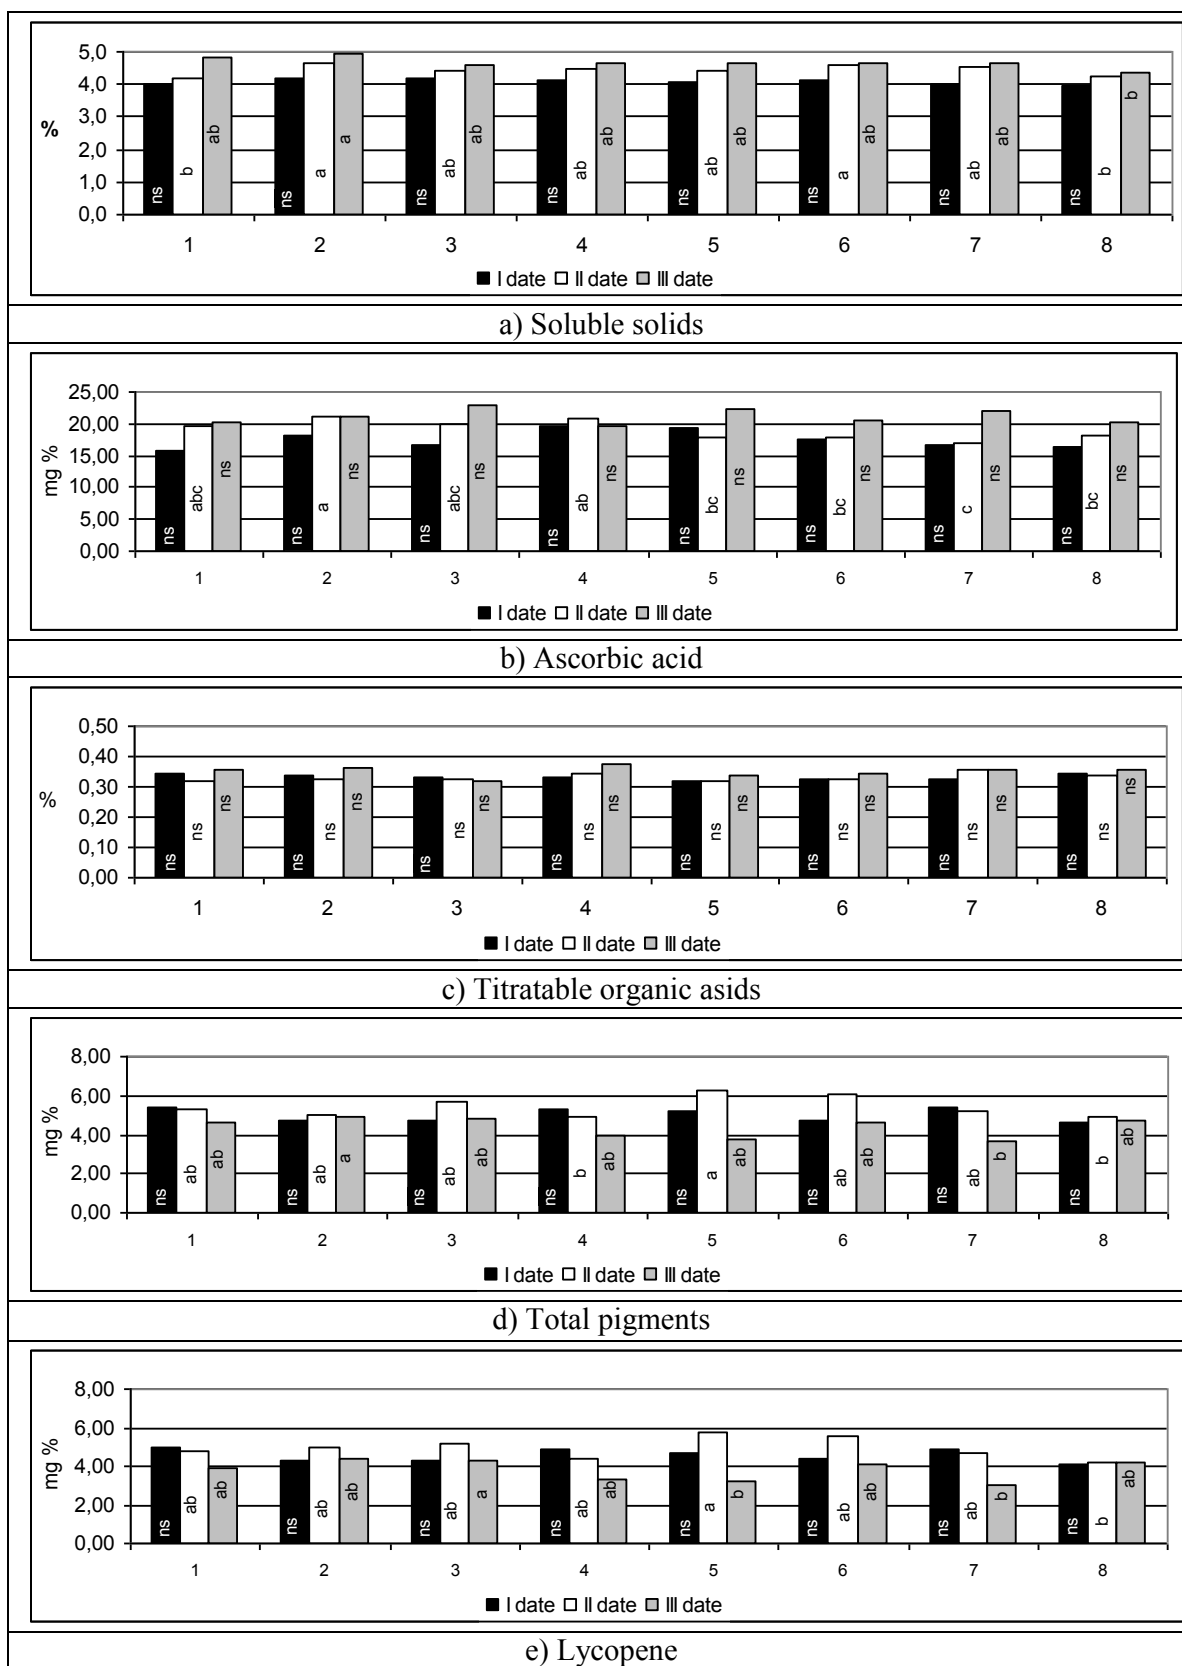 5,0
4,0
3,0
2,0
1,0
0,0
%
ns b ab ns a ab ns ab ab ns ab ab ns ab ab ns a ab ns ab ab ns b b
1 2 3 4 5 6 7 8
I date II date III date
a) Soluble solids
25,00
20,00
15,00
10,00
5,00
0,00
mg %
ns abc ns ns a ns ns abc ns ns ab ns ns bc ns ns bc ns ns c ns ns bc ns
1 2 3 4 5 6 7 8
I date II date III date
b) Ascorbic acid
0,50
0,40
0,30
0,20
0,10
0,00
%
ns ns ns ns ns ns ns ns ns ns ns ns ns ns ns ns ns ns ns ns ns ns ns ns
1 2 3 4 5 6 7 8
I date II date III date
c) Titratable organic asids
8,00
6,00
4,00
2,00
0,00
mg %
ns ab ab ns ab a ns ab ab ns b ab ns a ab ns ab ab ns ab b ns b ab
1 2 3 4 5 6 7 8
I date II date III date
d) Total pigments
8,00
6,00
4,00
2,00
0,00
mg %
ns ab ab ns ab ab ns ab a ns ab ab ns a b ns ab ab ns ab b ns b ab
1 2 3 4 5 6 7 8
I date II date III date
e) Lycopene